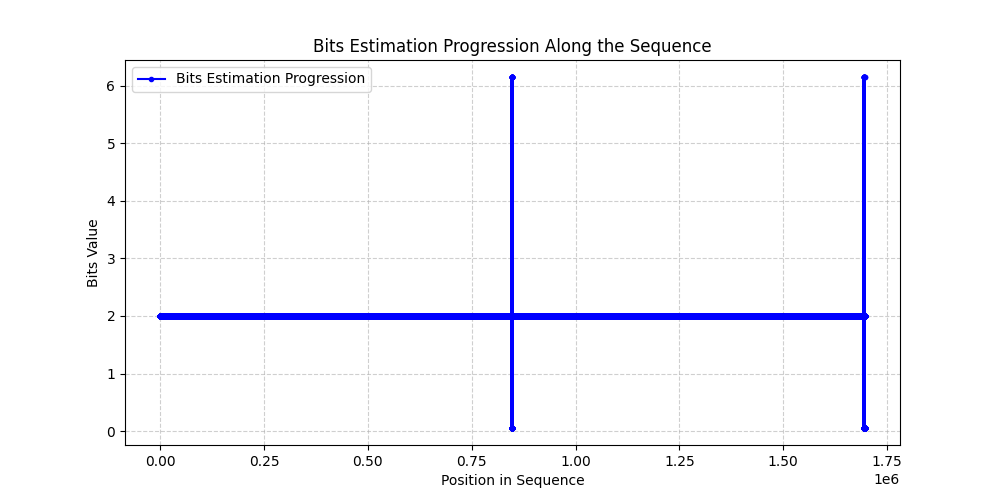 Bits Estimation Progression Along the Sequence
Bits Estimation Progression
6
5
4
3
2
1
0
Bits Value
0.00 0.25 0.50 0.75 1.00 1.25 1.50 1.75
1e6
Position in Sequence